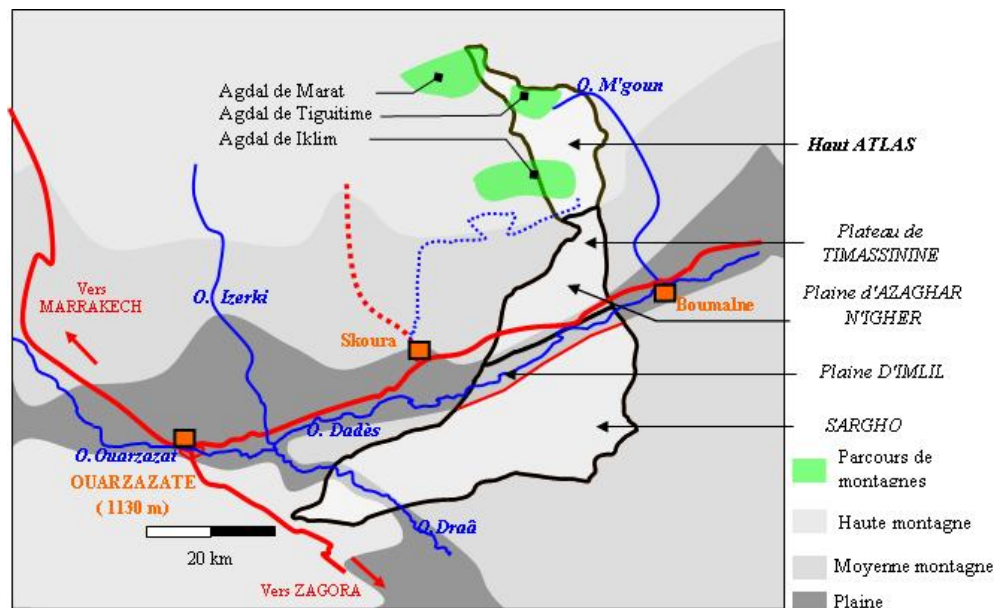 Agdal de Marat
Agdal de Tiguitime
Agdal de Iklim
O. M'goun
Haut ATLAS
Plateau de
TIMASSININE
Plaine d'AZAGHAR
N'IGHER
Plaine D'IMLIL
SARGHO
Vers
MARRAKECH
O. Izerki
Skoura
Boumalne
O. Dadès
O. Ouarzazat
OUARZAZATE
( 1130 m)
O. Draâ
20 km
Vers ZAGORA
Parcours de
montagnes
Haute montagne
Moyenne montagne
Plaine